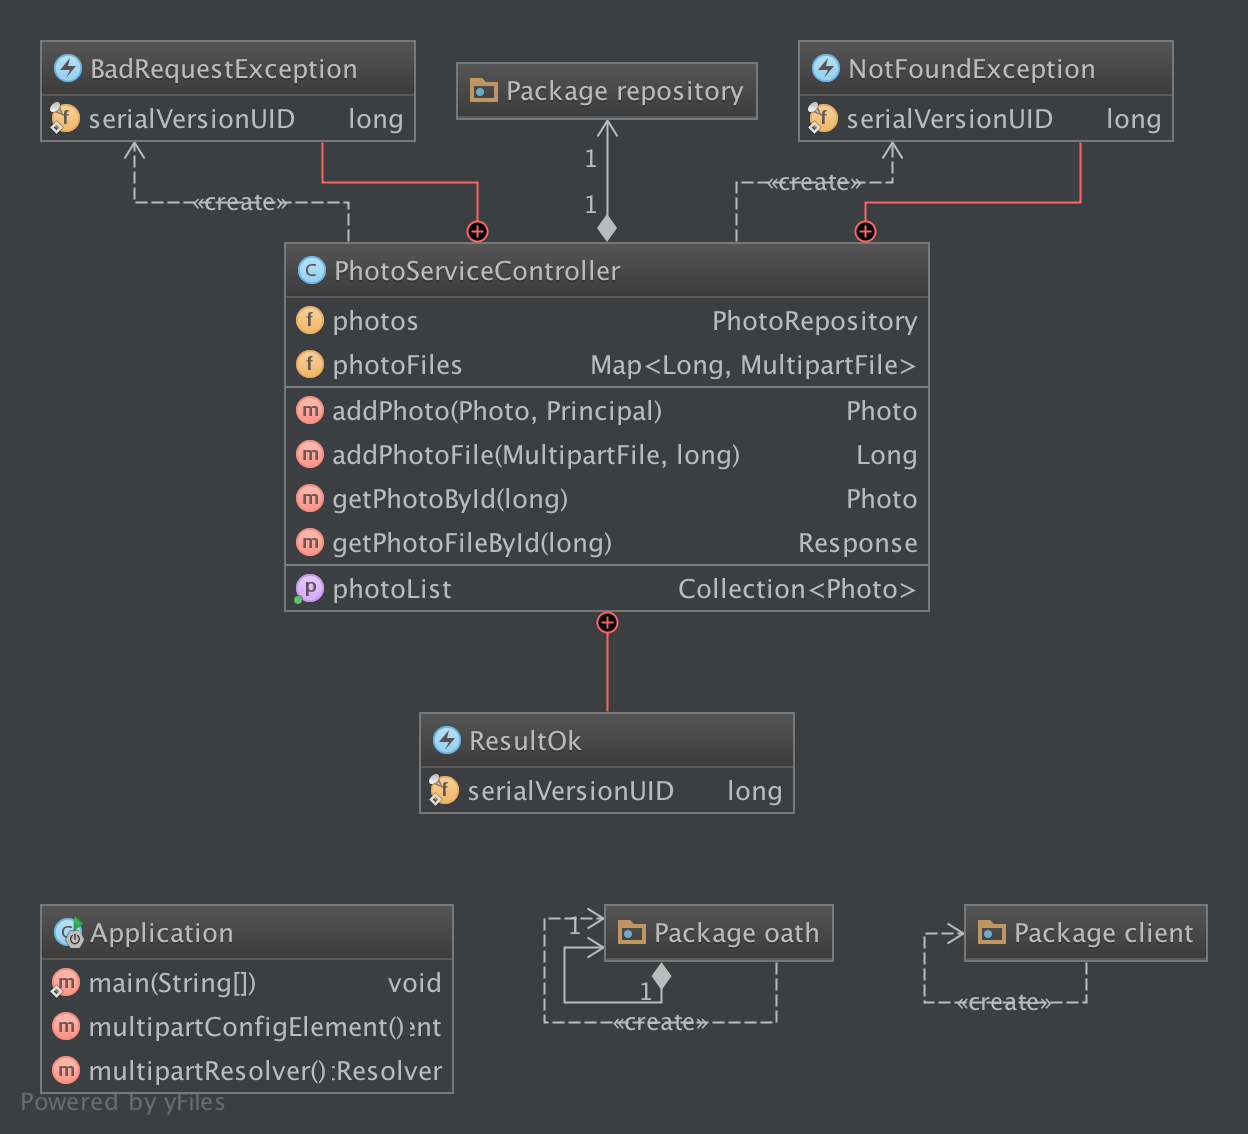 BadRequestException
serialVersionUID long
Package repository
NotFoundException
serialVersionUID long
1
1
«create»
«create»
PhotoServiceController
photos PhotoRepository
photoFiles Map<Long, MultipartFile>
addPhoto(Photo, Principal) Photo
addPhotoFile(MultipartFile, long) Long
getPhotoById(long) Photo
getPhotoFileById(long) Response
photoList Collection<Photo>
ResultOk
serialVersionUID long
Application
main(String[]) void
multipartConfigElement() ent
multipartResolver() :Resolver
Package oath
1
1
«create»
Package client
«create»
Powered by yFiles